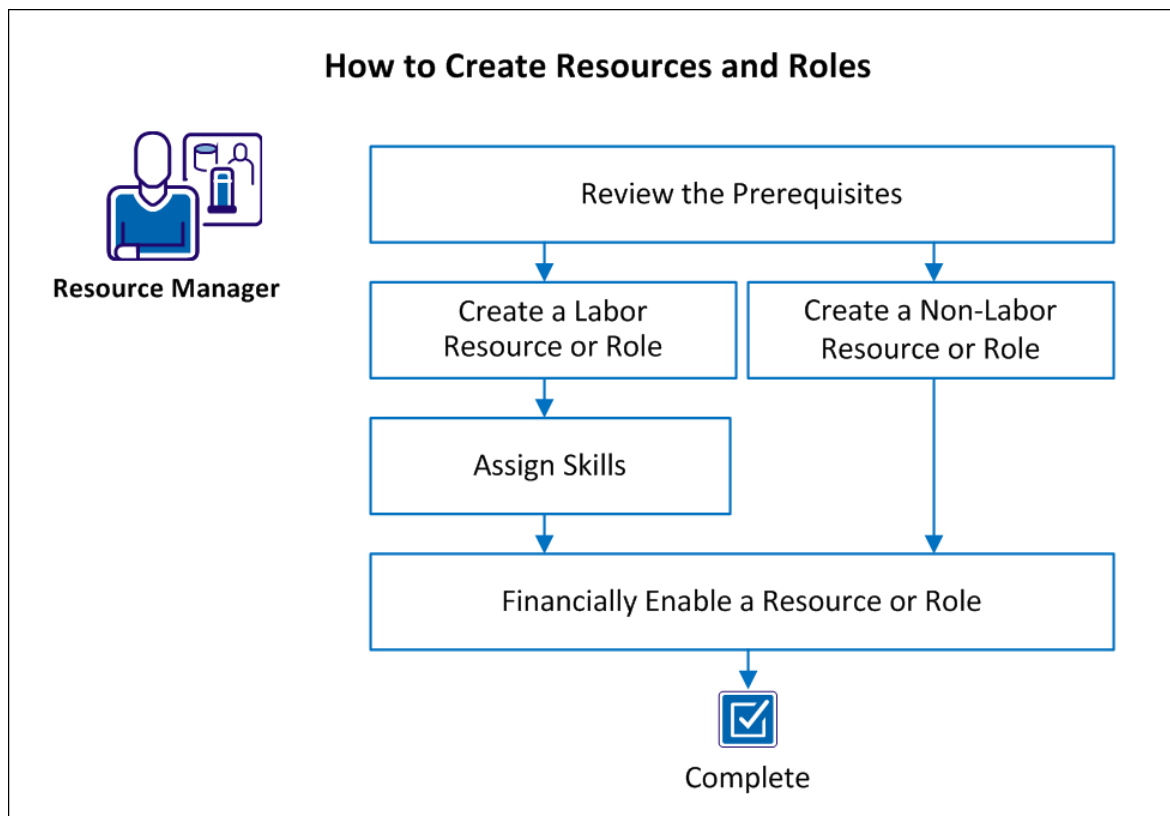 How to Create Resources and Roles
Resource Manager
Review the Prerequisites
Create a Labor
Resource or Role
Create a Non-Labor
Resource or Role
Assign Skills
Financially Enable a Resource or Role
Complete